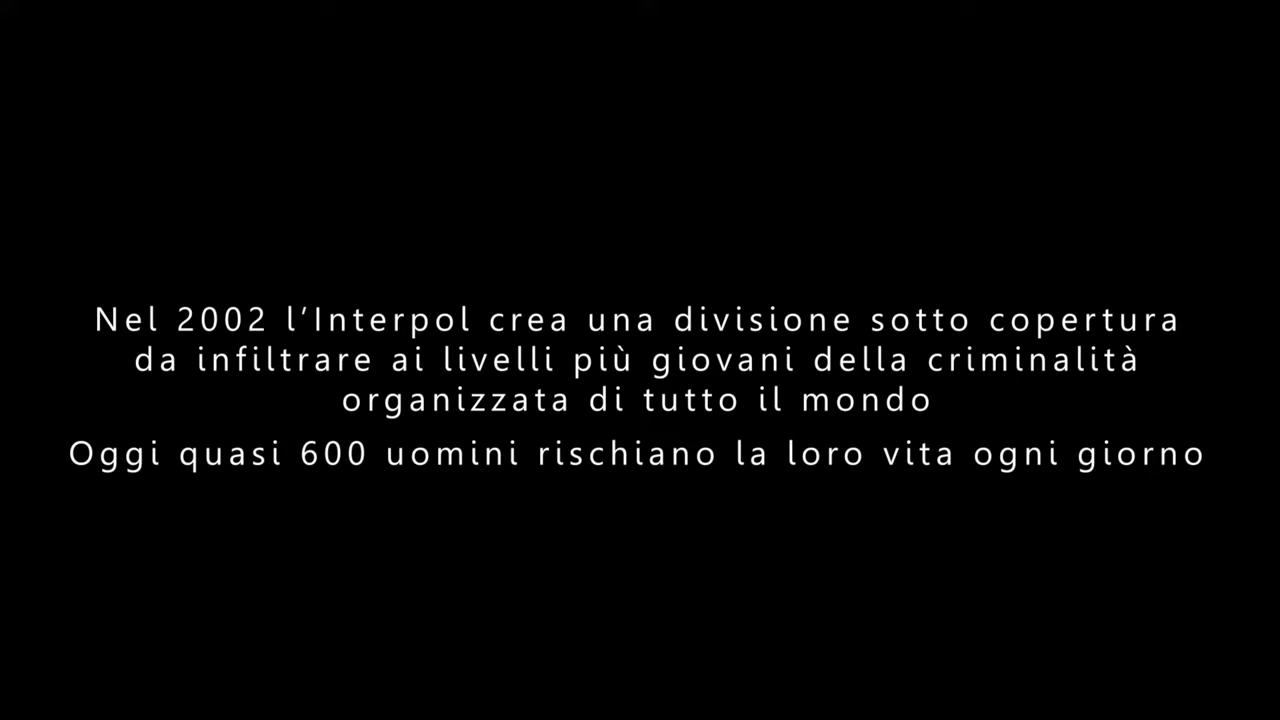 Nel 2002 l’Interpol crea una divisione sotto copertura
da infiltrare ai livelli più giovani della criminalità
organizzata di tutto il mondo
Oggi quasi 600 uomini rischiano la loro vita ogni giorno